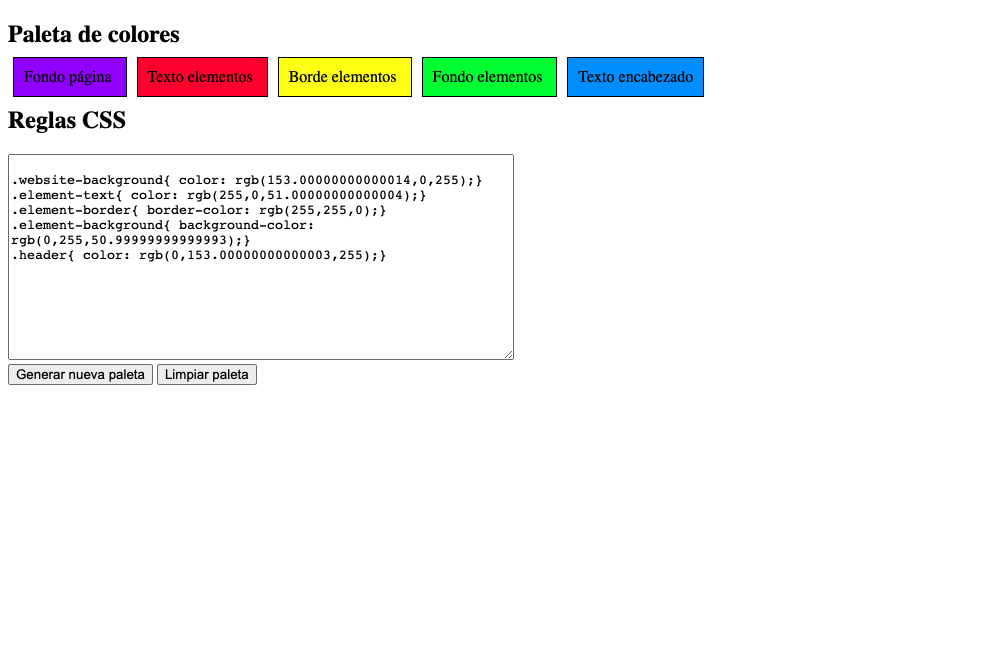 Paleta de colores
Fondo página Texto elementos Borde elementos Fondo elementos Texto encabezado
Reglas CSS
.website-background{ color: rgb(153.00000000000014,0,255);}
.element-text{ color: rgb(255,0,51.00000000000004);}
.element-border{ border-color: rgb(255,255,0);}
.element-background{ background-color:
rgb(0,255,50.99999999999993);}
.header{ color: rgb(0,153.00000000000003,255);}
Generar nueva paleta Limpiar paleta